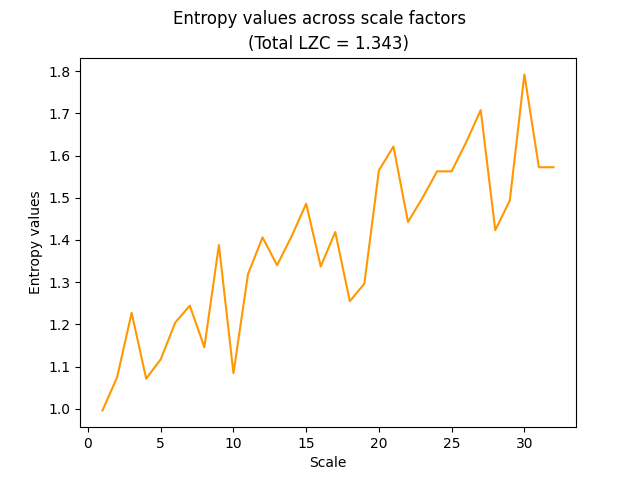 Entropy values across scale factors
(Total LZC = 1.343)
1.8
1.7
1.6
1.5
1.4
1.3
1.2
1.1
1.0
Entropy values
0 5 10 15 20 25 30
Scale